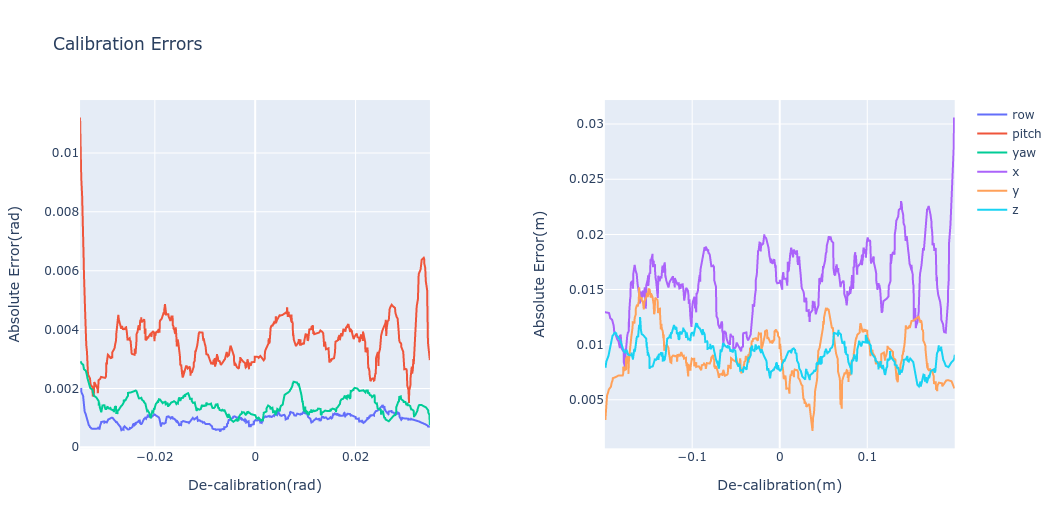 Calibration Errors
Absolute Error(rad)
0.01
0.008
0.006
0.004
0.002
0
−0.02
0
0.02
De-calibration(rad)
Absolute Error(m)
0.03
0.025
0.02
0.015
0.01
0.005
−0.1
0
0.1
De-calibration(m)
row
pitch
yaw
x
y
z